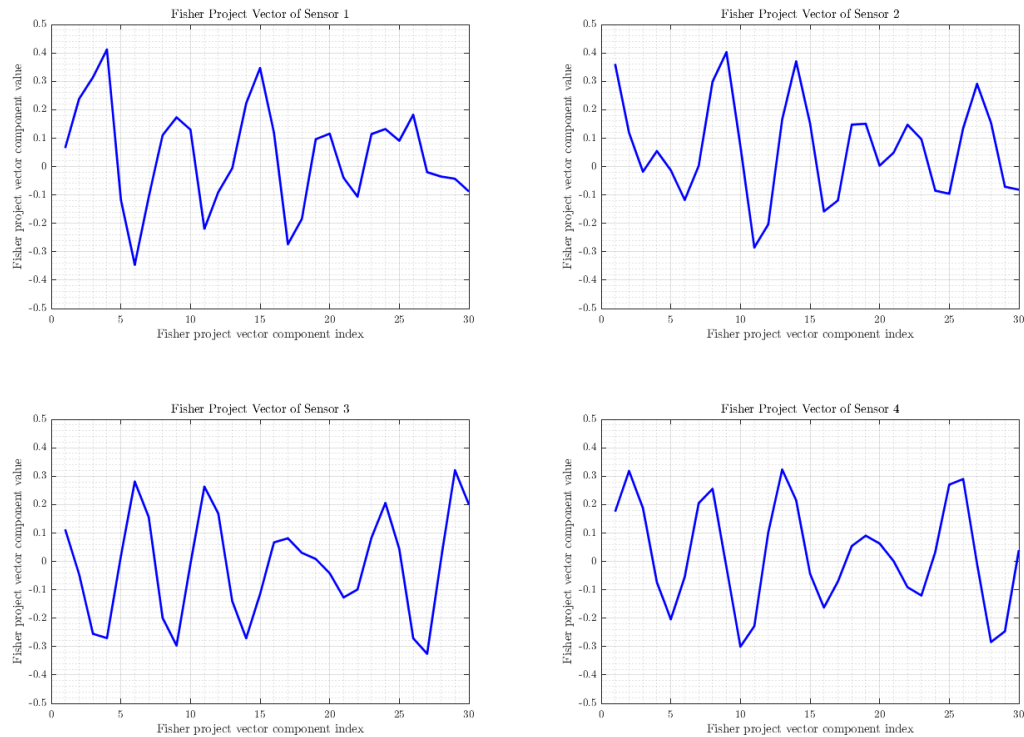 Fisher Project Vector of Sensor 1
Fisher project vector component value
0.5
0.4
0.3
0.2
0.1
0
-0.1
-0.2
-0.3
-0.4
-0.5
0 5 10 15 20 25 30
Fisher project vector component index
Fisher Project Vector of Sensor 2
Fisher project vector component value
0.5
0.4
0.3
0.2
0.1
0
-0.1
-0.2
-0.3
-0.4
-0.5
0 5 10 15 20 25 30
Fisher project vector component index
Fisher Project Vector of Sensor 3
Fisher project vector component value
0.5
0.4
0.3
0.2
0.1
0
-0.1
-0.2
-0.3
-0.4
-0.5
0 5 10 15 20 25 30
Fisher project vector component index
Fisher Project Vector of Sensor 4
Fisher project vector component value
0.5
0.4
0.3
0.2
0.1
0
-0.1
-0.2
-0.3
-0.4
-0.5
0 5 10 15 20 25 30
Fisher project vector component index